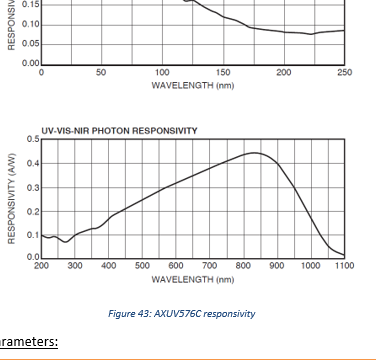 0.15
RESPONSIV
0.10
0.05
0.00
0 50 100 150 200 250
WAVELENGTH (nm)
UV-VIS-NIR PHOTON RESPONSIVITY
0.5
0.4
0.3
0.2
0.1
0.0
RESPONSIVITY (A/W)
200 300 400 500 600 700 800 900 1000 1100
WAVELENGTH (nm)
Figure 43: AXUV576C responsivity
arameters: